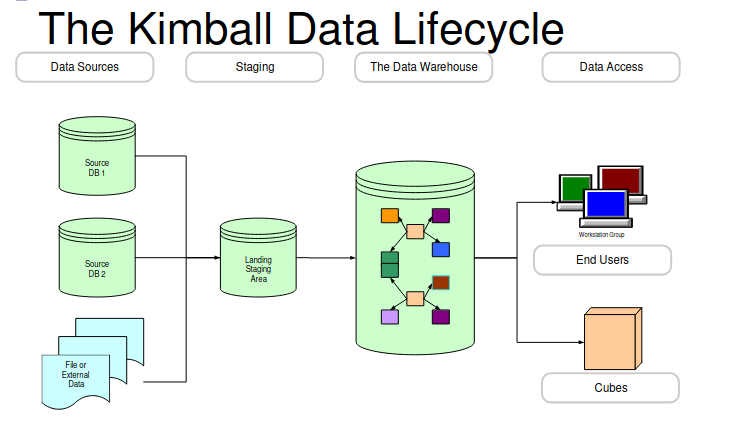 The Kimball Data Lifecycle
Data Sources
Staging
The Data Warehouse
Data Access
Source
DB 1
Source
DB 2
File or
External
Data
Landing
Staging
Area
Workstation Group
End Users
Cubes